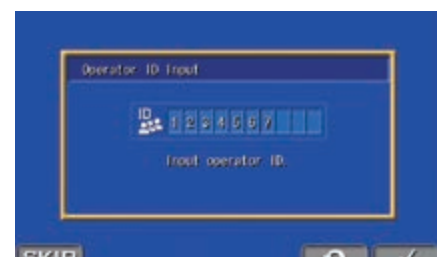 Operator ID Input
ID
1 2 3 4 5 6 7
Input operator ID.
SKIP